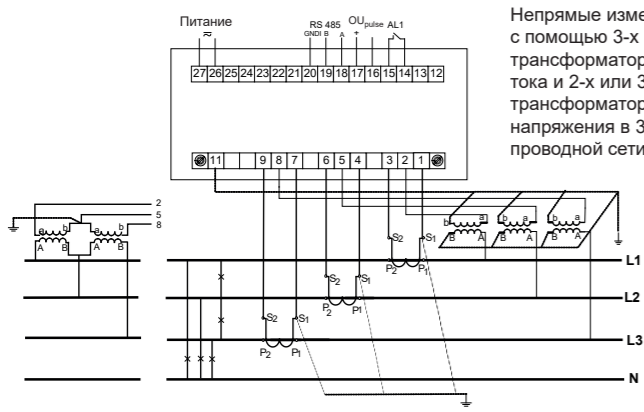 Питание
≂
RS 485
GNDI B A
OUpulse
+
AL1
27 26 25 24 23 22 21 20 19 18 17 16 15 14 13 12
11 9 8 7 6 5 4 3 2 1
Непрямые изме
с помощью 3-х
трансформатор
тока и 2-х или 3
трансформатор
напряжения в 3
проводной сети
2
5
8
a b a b
A B A B
b a b a b a
B A B A B A
S2 S1
P2 P1
L1
S2 S1
P2 P1
L2
S2 S1
P2 P1
L3
N